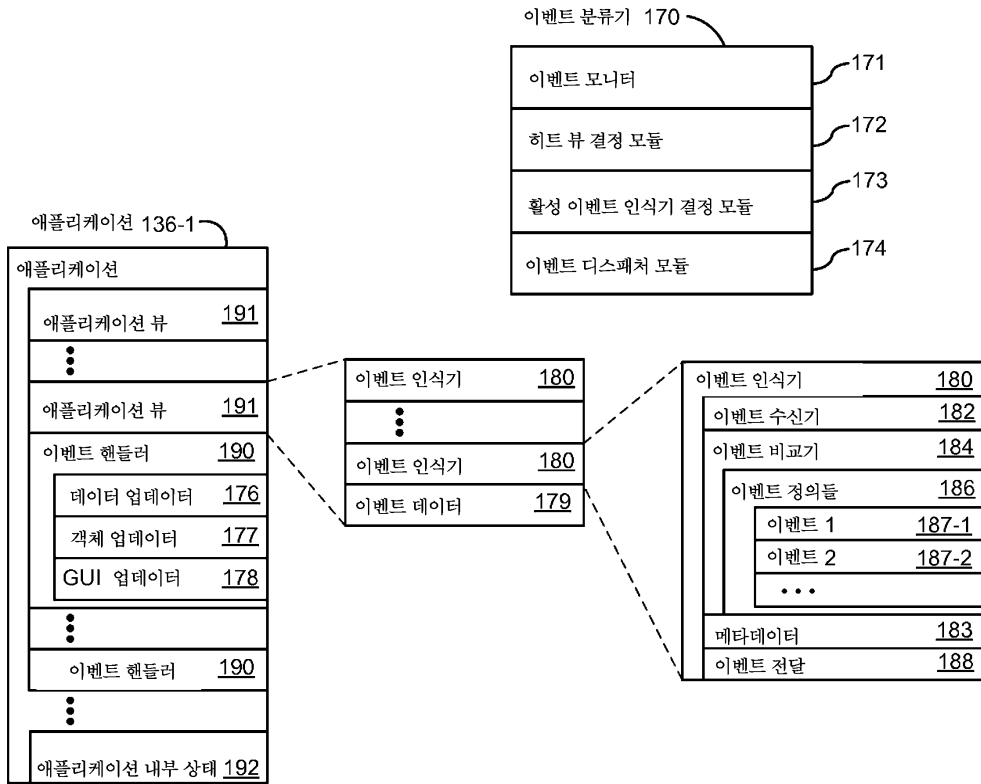 이벤트 분류기 170
이벤트 모니터 171
히트 뷰 결정 모듈 172
활성 이벤트 인식기 결정 모듈 173
이벤트 디스패처 모듈 174
애플리케이션 136-1
애플리케이션
애플리케이션 뷰 191
애플리케이션 뷰 191
이벤트 핸들러 190
데이터 업데이터 176
객체 업데이터 177
GUI 업데이터 178
이벤트 핸들러 190
애플리케이션 내부 상태 192
이벤트 인식기 180
이벤트 인식기 180
이벤트 데이터 179
이벤트 인식기 180
이벤트 수신기 182
이벤트 비교기 184
이벤트 정의들 186
이벤트 1 187-1
이벤트 2 187-2
메타데이터 183
이벤트 전달 188